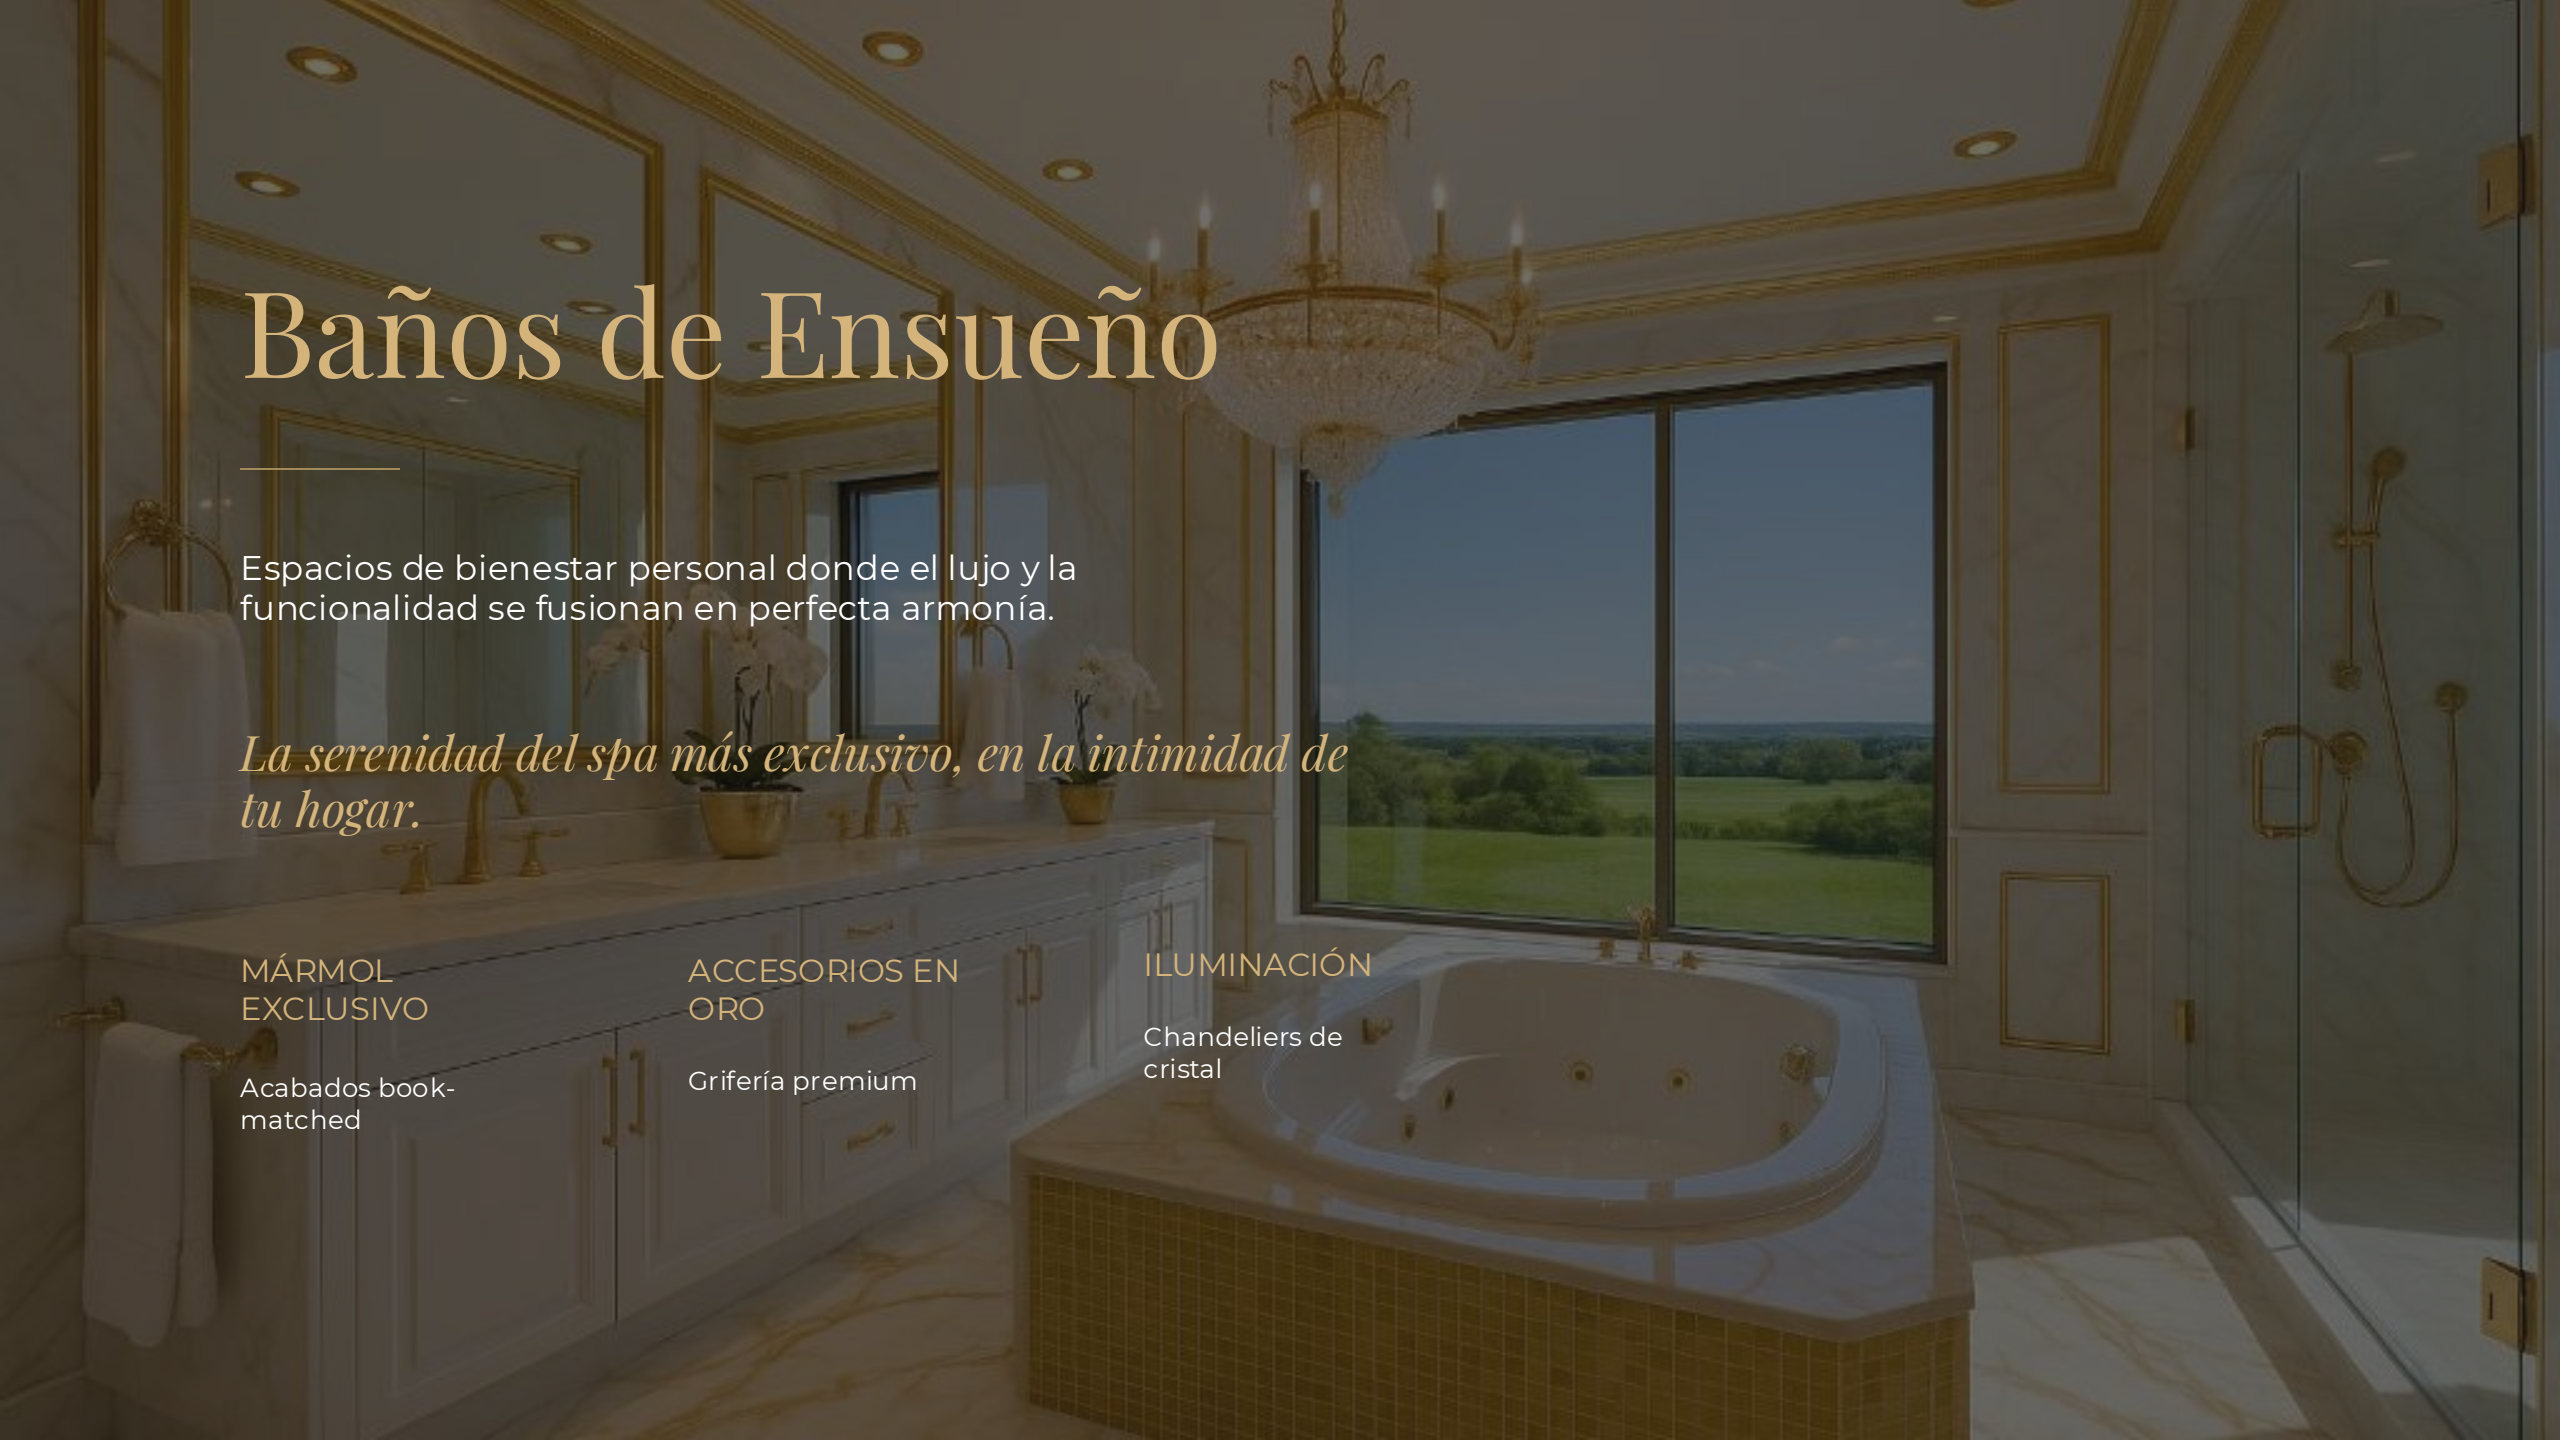 Baños de Ensueño
Espacios de bienestar personal donde el lujo y la
funcionalidad se fusionan en perfecta armonía.
La serenidad del spa más exclusivo, en la intimidad de
tu hogar.
MÁRMOL
EXCLUSIVO
Acabados book-
matched
ACCESORIOS EN
ORO
Grifería premium
ILUMINACIÓN
Chandeliers de
cristal